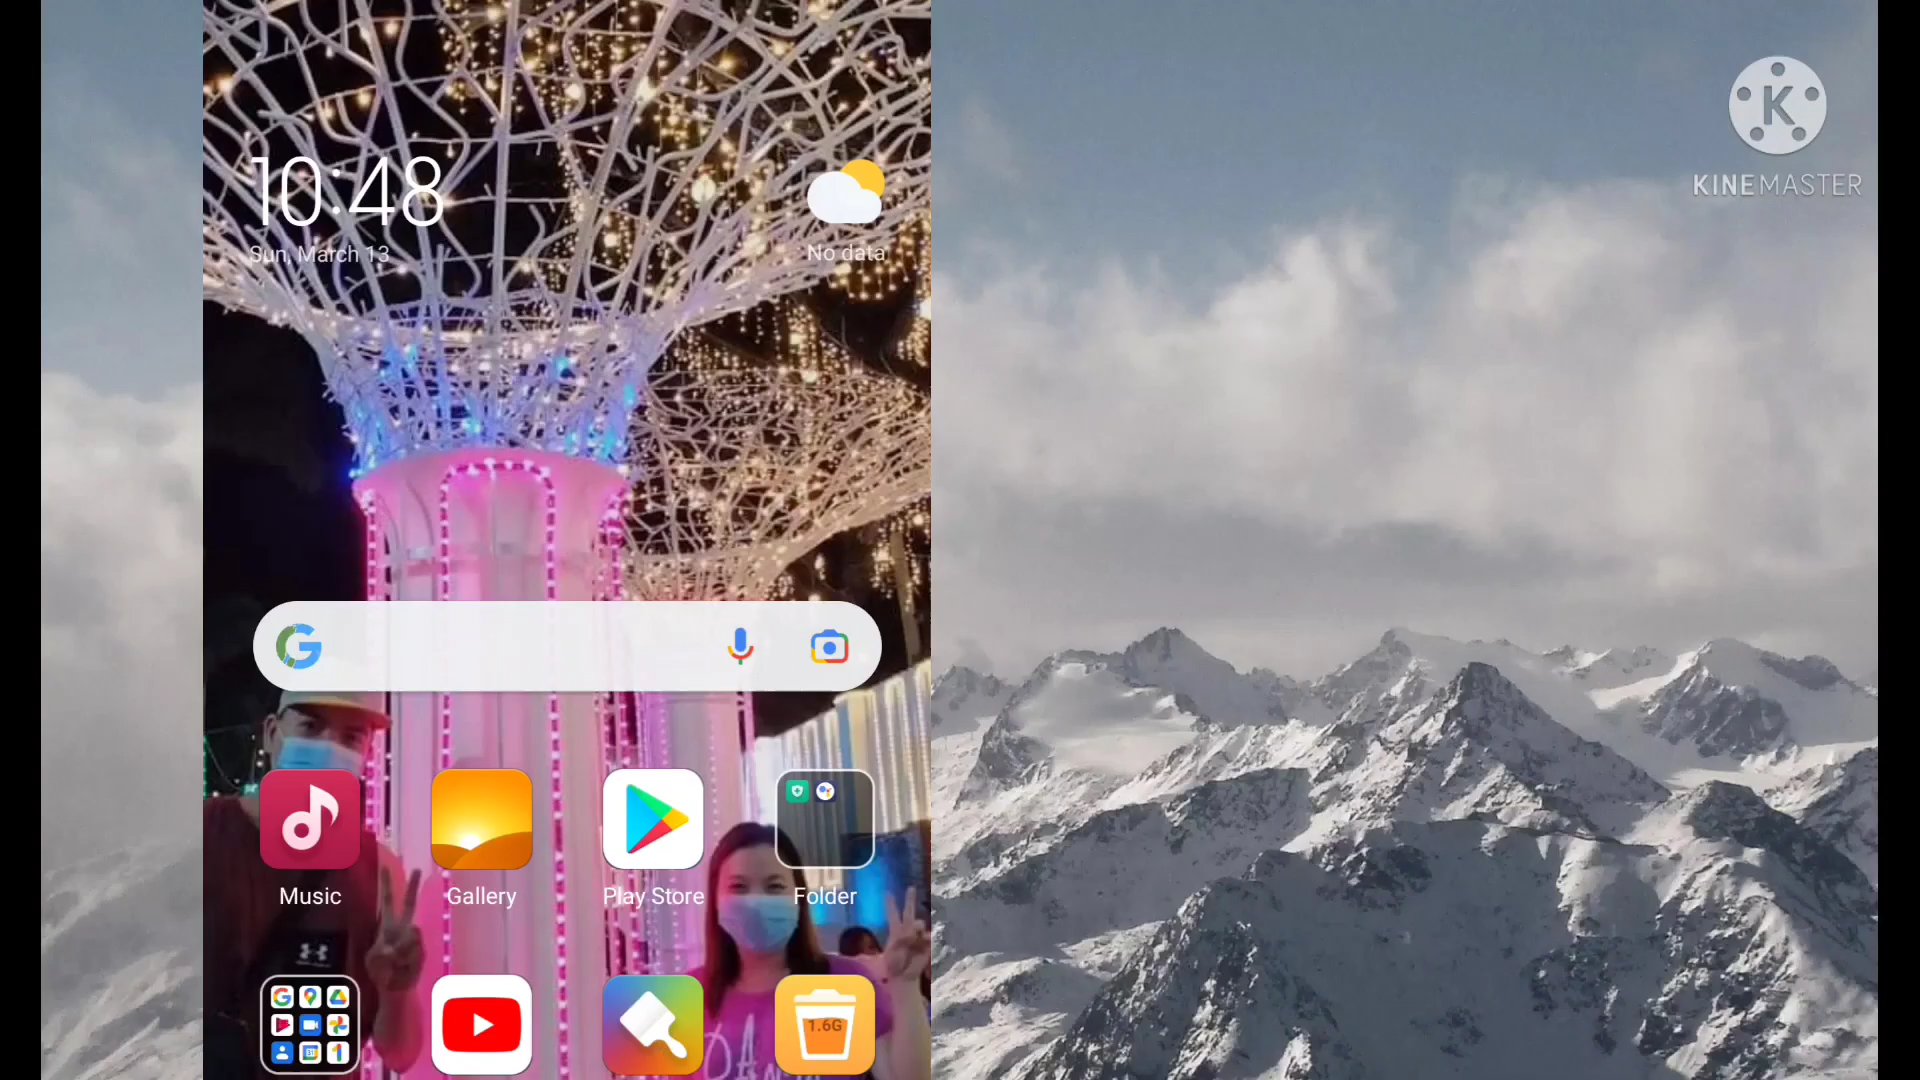 10:48
Sun, March 13
No data
K
KINEMASTER
Music
Gallery
Play Store
Folder
1.6G